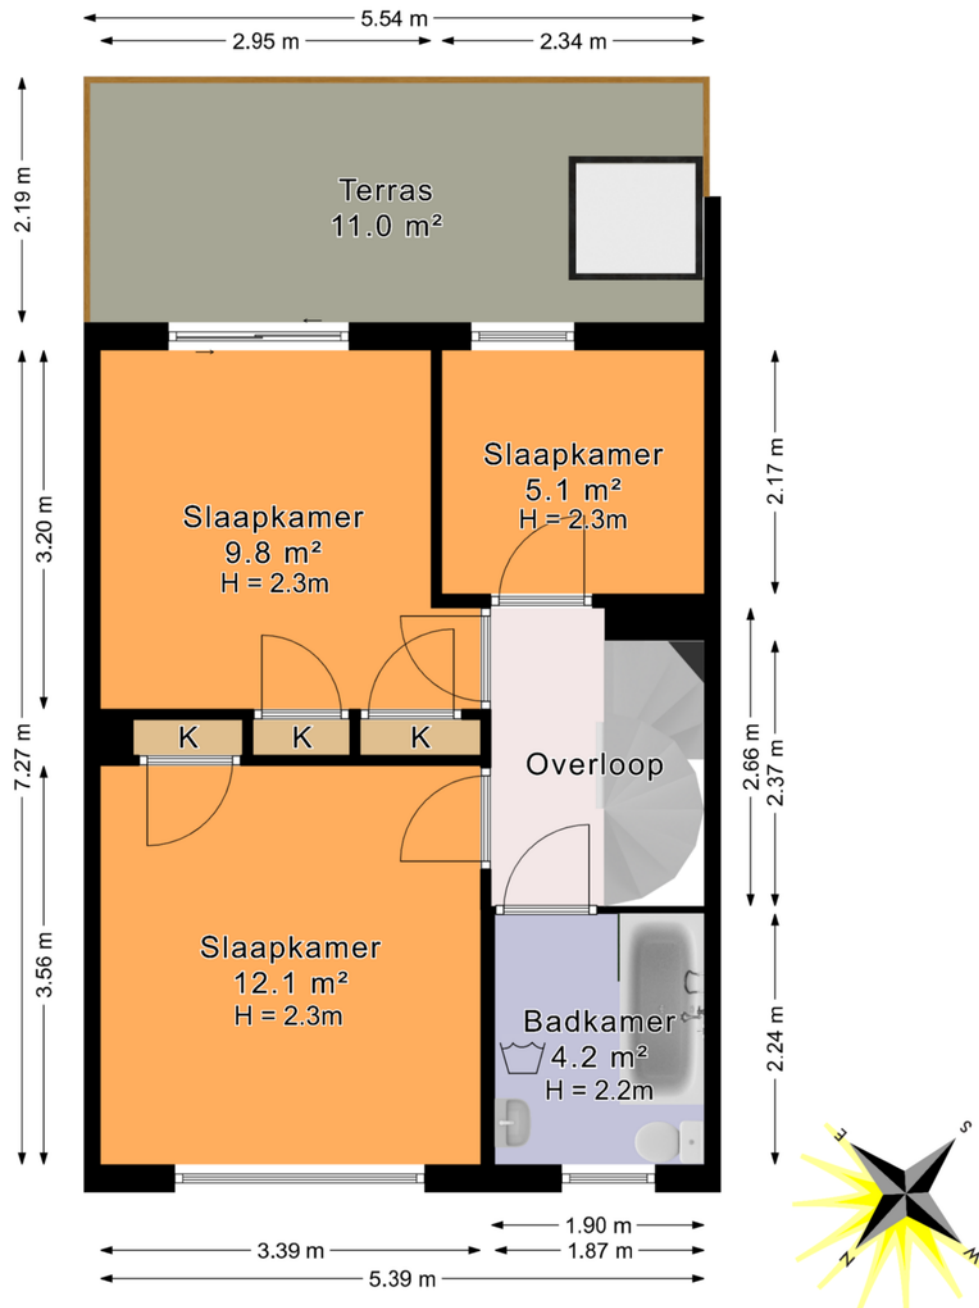 5.54 m
2.95 m
2.34 m
2.19 m
Terras
11.0 m²
3.20 m
7.27 m
Slaapkamer
5.1 m²
H = 2.3m
2.17 m
Slaapkamer
9.8 m²
H = 2.3m
K
K
K
Overloop
2.66 m
2.37 m
3.56 m
Slaapkamer
12.1 m²
H = 2.3m
Badkamer
4.2 m²
H = 2.2m
2.24 m
E
S
N
W
1.90 m
3.39 m
1.87 m
5.39 m